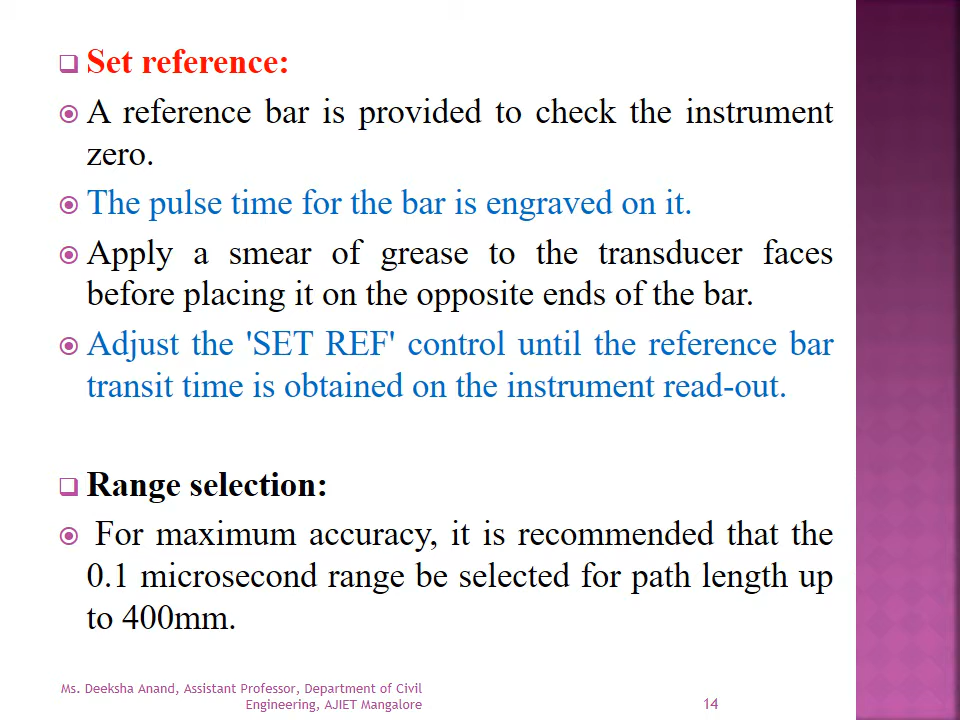 Set reference:
A reference bar is provided to check the instrument
zero.
The pulse time for the bar is engraved on it.
Apply a smear of grease to the transducer faces
before placing it on the opposite ends of the bar.
Adjust the 'SET REF' control until the reference bar
transit time is obtained on the instrument read-out.
Range selection:
For maximum accuracy, it is recommended that the
0.1 microsecond range be selected for path length up
to 400mm.
Ms. Deeksha Anand, Assistant Professor, Department of Civil
Engineering, AJIET Mangalore
14